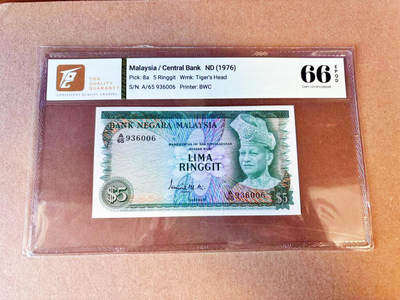 THE
QUALITY
GUARANTY
Malaysia / Central Bank ND (1976)
Pick: 8a 5 Ringgit Wmk: Tiger's Head
S/N: A/65 936006 Printer: BWC
66 EPQ
Gem Uncirculated
BANK NEGARA MALAYSIA
A/65 936006
LIMA
RINGGIT
A/65 936006
$5
$5